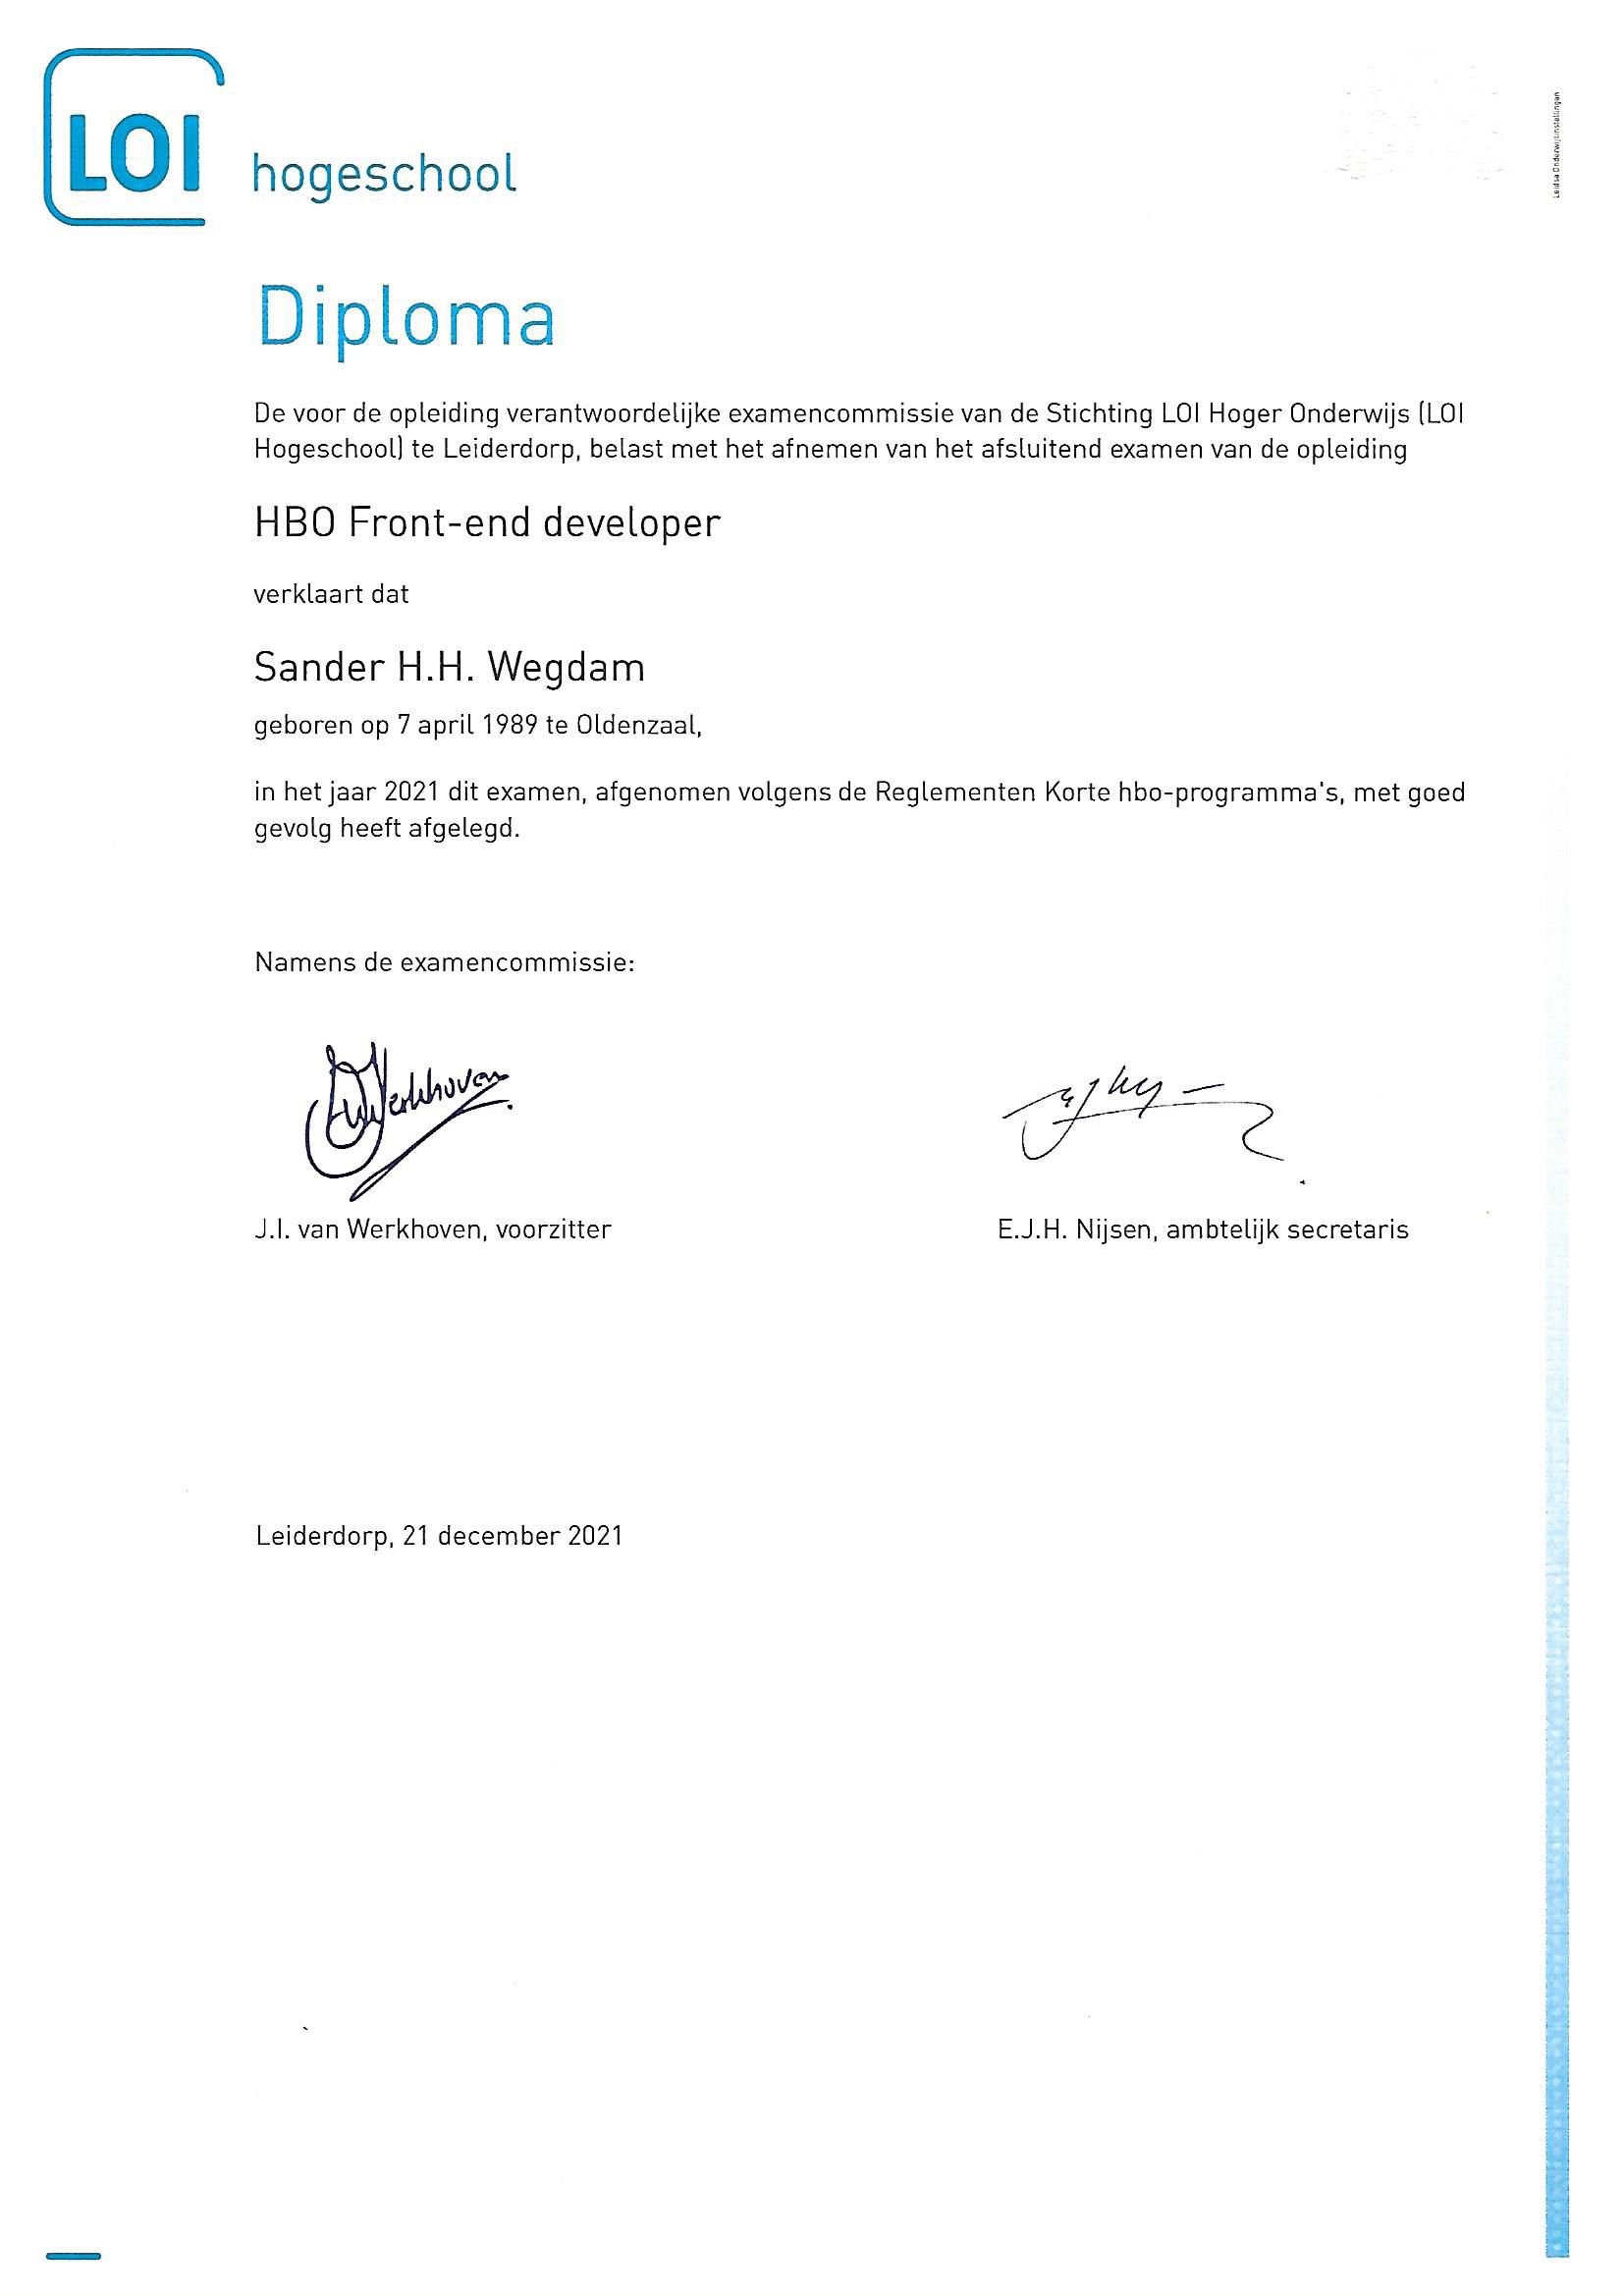 LOI
hogeschool
Leidse Onderwijsinstellingen
Diploma
De voor de opleiding verantwoordelijke examencommissie van de Stichting LOI Hoger Onderwijs (LOI
Hogeschool) te Leiderdorp, belast met het afnemen van het afsluitend examen van de opleiding
HBO Front-end developer
verklaart dat
Sander H.H. Wegdam
geboren op 7 april 1989 te Oldenzaal,
in het jaar 2021 dit examen, afgenomen volgens de Reglementen Korte hbo-programma's, met goed
gevolg heeft afgelegd.
Namens de examencommissie:
Werkhoven
J.I. van Werkhoven, voorzitter
E.J.H. Nijsen, ambtelijk secretaris
Leiderdorp, 21 december 2021